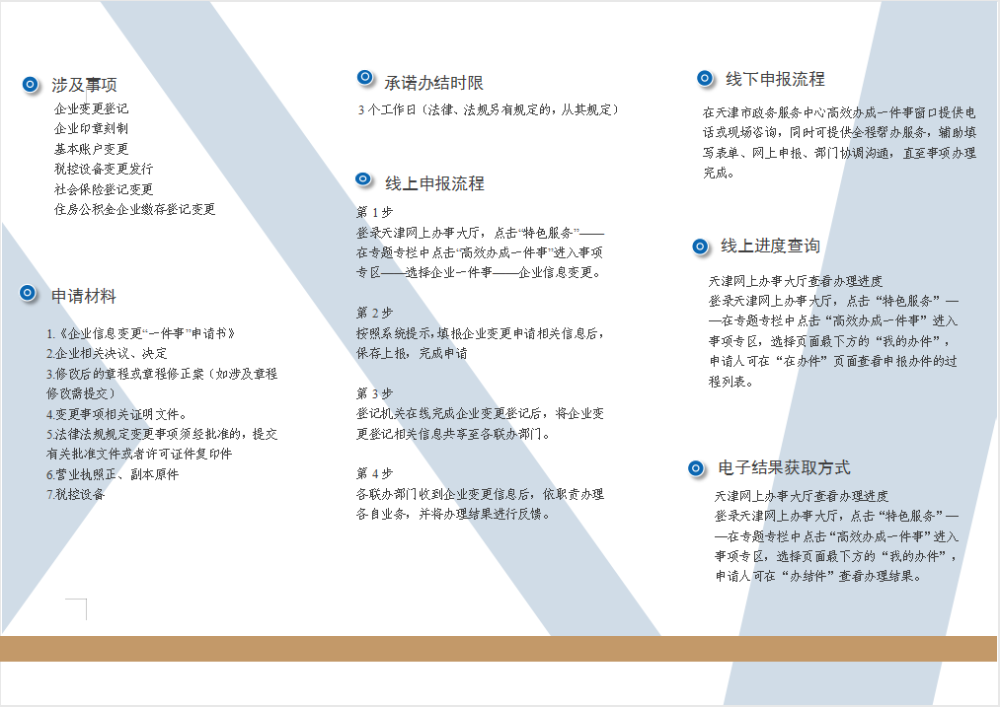 涉及事项
企业变更登记
企业印章刻制
基本账户变更
税控设备变更发行
社会保险登记变更
住房公积金企业缴存登记变更
申请材料
1.《企业信息变更“一件事”申请书》
2.企业相关决议、决定
3.修改后的章程或章程修正案（如涉及章程
修改需提交）
4.变更事项相关证明文件。
5.法律法规规定变更事项须经批准的，提交
有关批准文件或者许可证件复印件
6.营业执照正、副本原件
7.税控设备
承诺办结时限
3个工作日（法律、法规另有规定的，从其规定）
线上申报流程
第1步
登录天津网上办事大厅，点击“特色服务”——
在专题专栏中点击“高效办成一件事”进入事项
专区——选择企业一件事——企业信息变更。
第2步
按照系统提示，填报企业变更申请相关信息后，
保存上报，完成申请
第3步
登记机关在线完成企业变更登记后，将企业变
更登记相关信息共享至各联办部门。
第4步
各联办部门收到企业变更信息后，依职责办理
各自业务，并将办理结果进行反馈。
线下申报流程
在天津市政务服务中心高效办成一件事窗口提供电
话或现场咨询，同时可提供全程帮办服务，辅助填
写表单、网上申报、部门协调沟通，直至事项办理
完成。
线上进度查询
天津网上办事大厅查看办理进度
登录天津网上办事大厅，点击“特色服务”—
—在专题专栏中点击“高效办成一件事”进入
事项专区，选择页面最下方的“我的办件”，
申请人可在“在办件”页面查看申报办件的过
程列表。
电子结果获取方式
天津网上办事大厅查看办理进度
登录天津网上办事大厅，点击“特色服务”—
—在专题专栏中点击“高效办成一件事”进入
事项专区，选择页面最下方的“我的办件”，
申请人可在“办结件”查看办理结果。